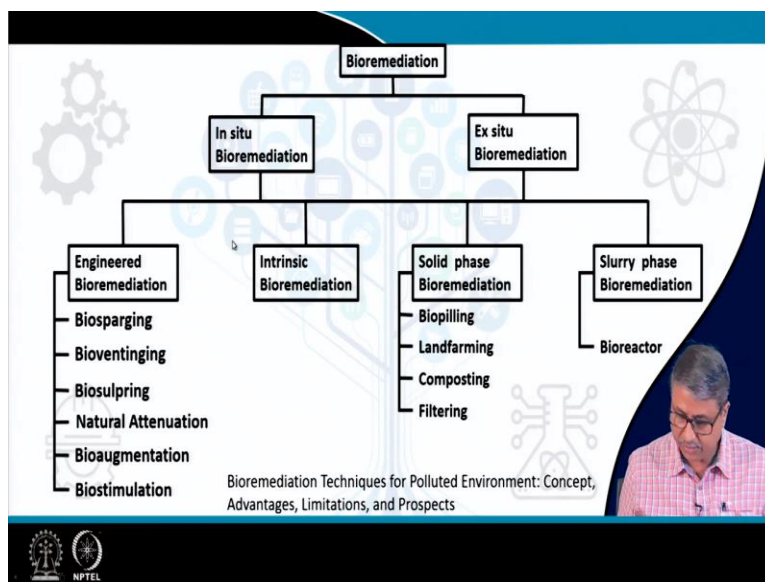 Bioremediation
In situ
Bioremediation
Ex situ
Bioremediation
Engineered
Bioremediation
Biosparging
Bioventinging
Biosulpring
Natural Attenuation
Bioaugmentation
Biostimulation
Intrinsic
Bioremediation
Solid phase
Bioremediation
Biopilling
Landfarming
Composting
Filtering
Slurry phase
Bioremediation
Bioreactor
Bioremediation Techniques for Polluted Environment: Concept,
Advantages, Limitations, and Prospects
NPTEL